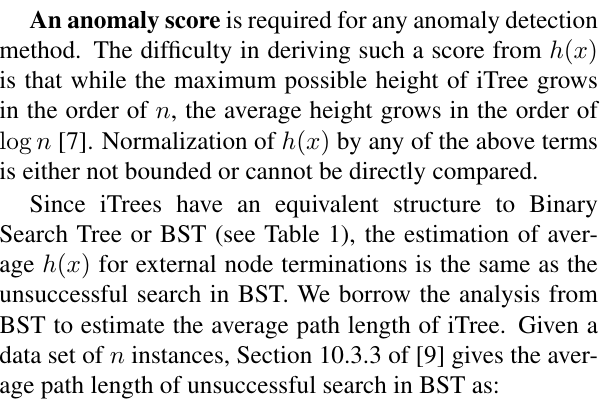 An anomaly score is required for any anomaly detection
method. The difficulty in deriving such a score from h(x)
is that while the maximum possible height of iTree grows
in the order of n, the average height grows in the order of
log n [7]. Normalization of h(x) by any of the above terms
is either not bounded or cannot be directly compared.
Since iTrees have an equivalent structure to Binary
Search Tree or BST (see Table 1), the estimation of aver-
age h(x) for external node terminations is the same as the
unsuccessful search in BST. We borrow the analysis from
BST to estimate the average path length of iTree. Given a
data set of n instances, Section 10.3.3 of [9] gives the aver-
age path length of unsuccessful search in BST as: